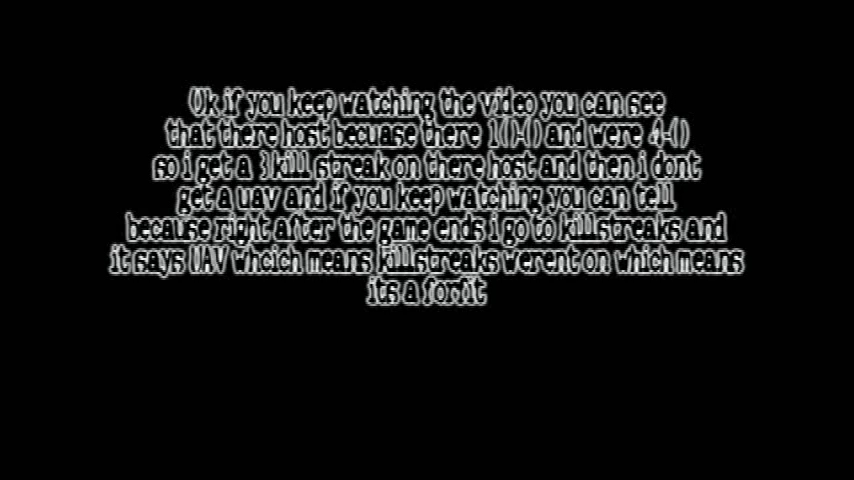 Ok if you keep watching the video you can see
that there host becuase there 10-0 and were 4-0
so i get a 3 kill streak on there host and then i dont
get a uav and if you keep watching you can tell
because right after the game ends i go to killstreaks and
it says UAV whcich means killstreaks werent on which means
its a forfit